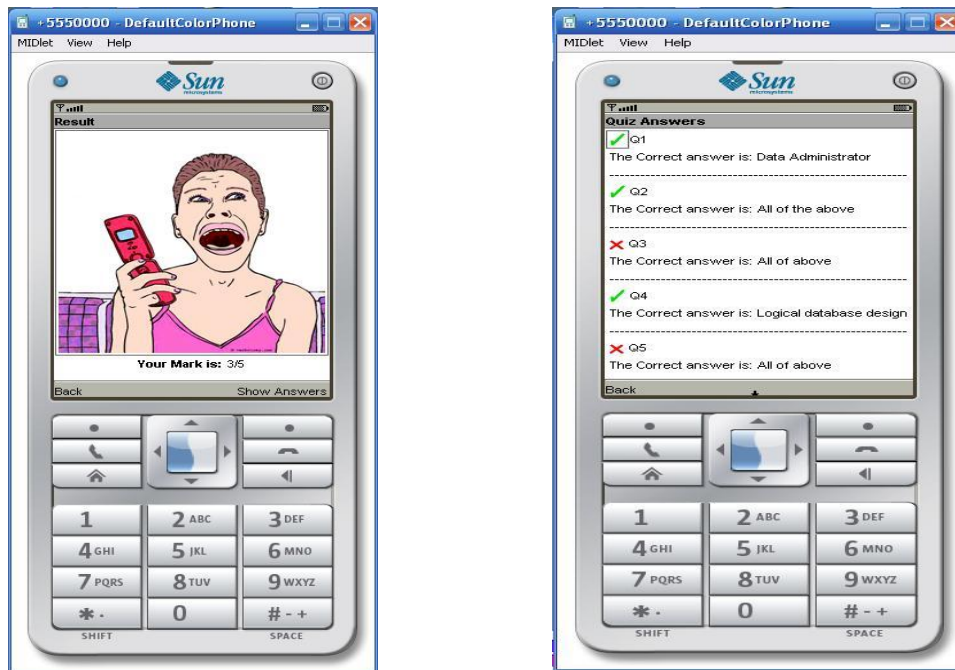 +5550000 - DefaultColorPhone
MIDlet View Help
Sun
microsystems
Result
Your Mark is: 3/5
Back Show Answers
1 2 ABC 3 DEF
4 GHI 5 JKL 6 MNO
7 PQRS 8 TUV 9 WXYZ
* . 0 # - +
SHIFT SPACE
+5550000 - DefaultColorPhone
MIDlet View Help
Sun
microsystems
Quiz Answers
Q1
The Correct answer is: Data Administrator
Q2
The Correct answer is: All of the above
Q3
The Correct answer is: All of above
Q4
The Correct answer is: Logical database design
Q5
The Correct answer is: All of above
Back
1 2 ABC 3 DEF
4 GHI 5 JKL 6 MNO
7 PQRS 8 TUV 9 WXYZ
* . 0 # - +
SHIFT SPACE